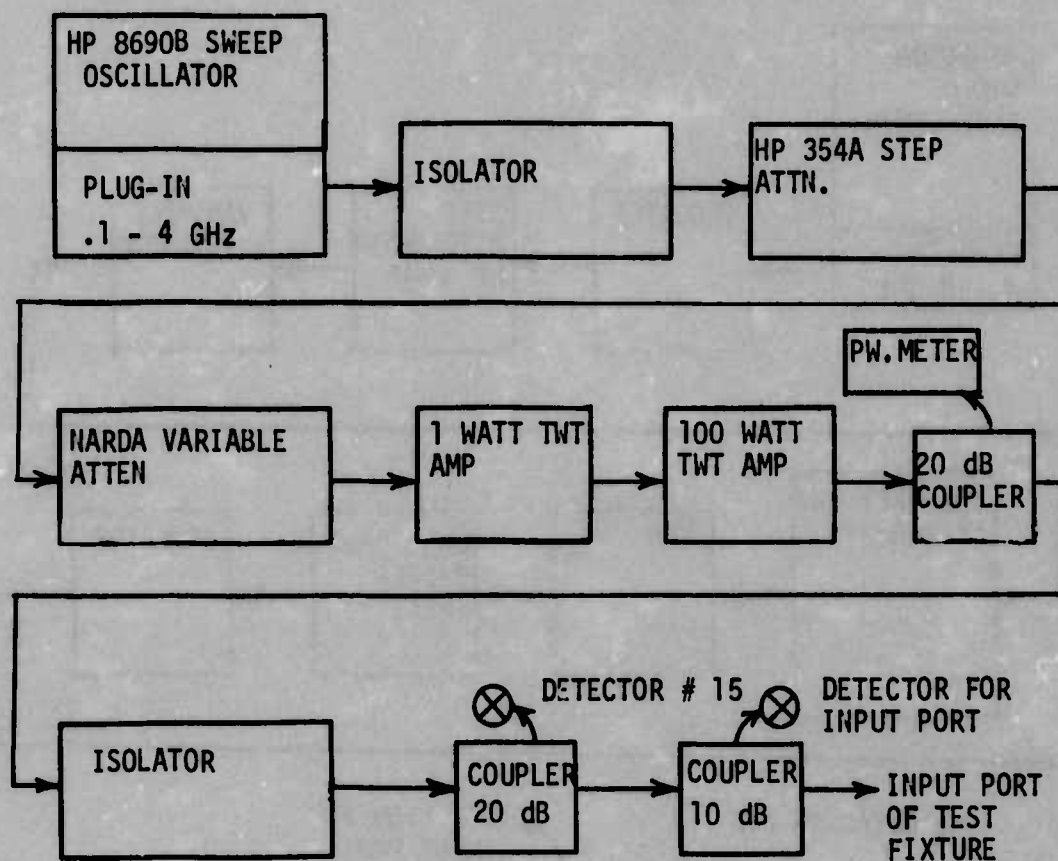 HP 8690B SWEEP
OSCILLATOR
PLUG-IN
.1 - 4 GHz
ISOLATOR
HP 354A STEP
ATTN.
NARDA VARIABLE
ATTEN
1 WATT TWT
AMP
100 WATT
TWT AMP
PW.METER
20 dB
COUPLER
ISOLATOR
DETECTOR # 15
COUPLER
20 dB
DETECTOR FOR
INPUT PORT
COUPLER
10 dB
INPUT PORT
OF TEST
FIXTURE